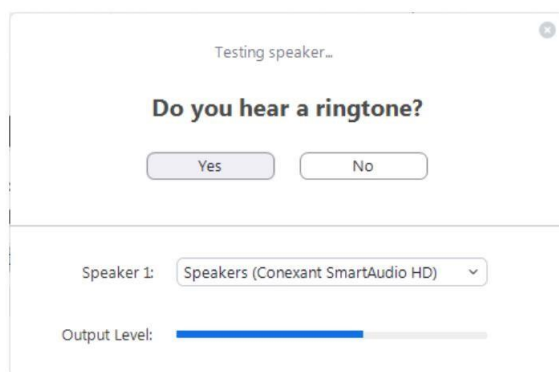 Testing speaker...
Do you hear a ringtone?
Yes No
Speaker 1: Speakers (Conexant SmartAudio HD)
Output Level: